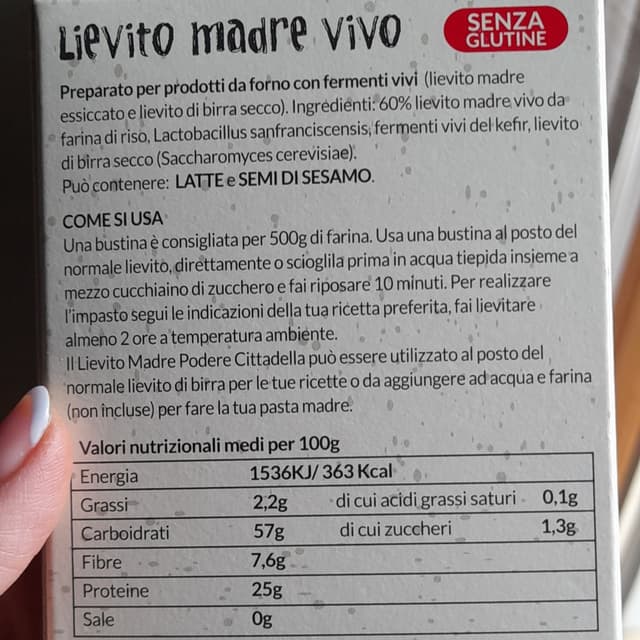 Lievito madre vivo
SENZA
GLUTINE
Preparato per prodotti da forno con fermenti vivi (lievito madre
essiccato e lievito di birra secco). Ingredienti: 60% lievito madre vivo da
farina di riso, Lactobacillus sanfranciscensis, fermenti vivi del kefir, lievito
di birra secco (Saccharomyces cerevisiae).
Può contenere: LATTE e SEMI DI SESAMO.
COME SI USA
Una bustina è consigliata per 500g di farina. Usa una bustina al posto del
normale lievito, direttamente o scioglila prima in acqua tiepida insieme a
mezzo cucchiaino di zucchero e fai riposare 10 minuti. Per realizzare
l'impasto segui le indicazioni della tua ricetta preferita, fai lievitare
almeno 2 ore a temperatura ambiente.
Il Lievito Madre Podere Cittadella può essere utilizzato al posto del
normale lievito di birra per le tue ricette o da aggiungere ad acqua e farina
(non incluse) per fare la tua pasta madre.
Valori nutrizionali medi per 100g
Energia 1536KJ/ 363 Kcal
Grassi 2,2g di cui acidi grassi saturi 0,1g
Carboidrati 57g di cui zuccheri 1,3g
Fibre 7,6g
Proteine 25g
Sale 0g